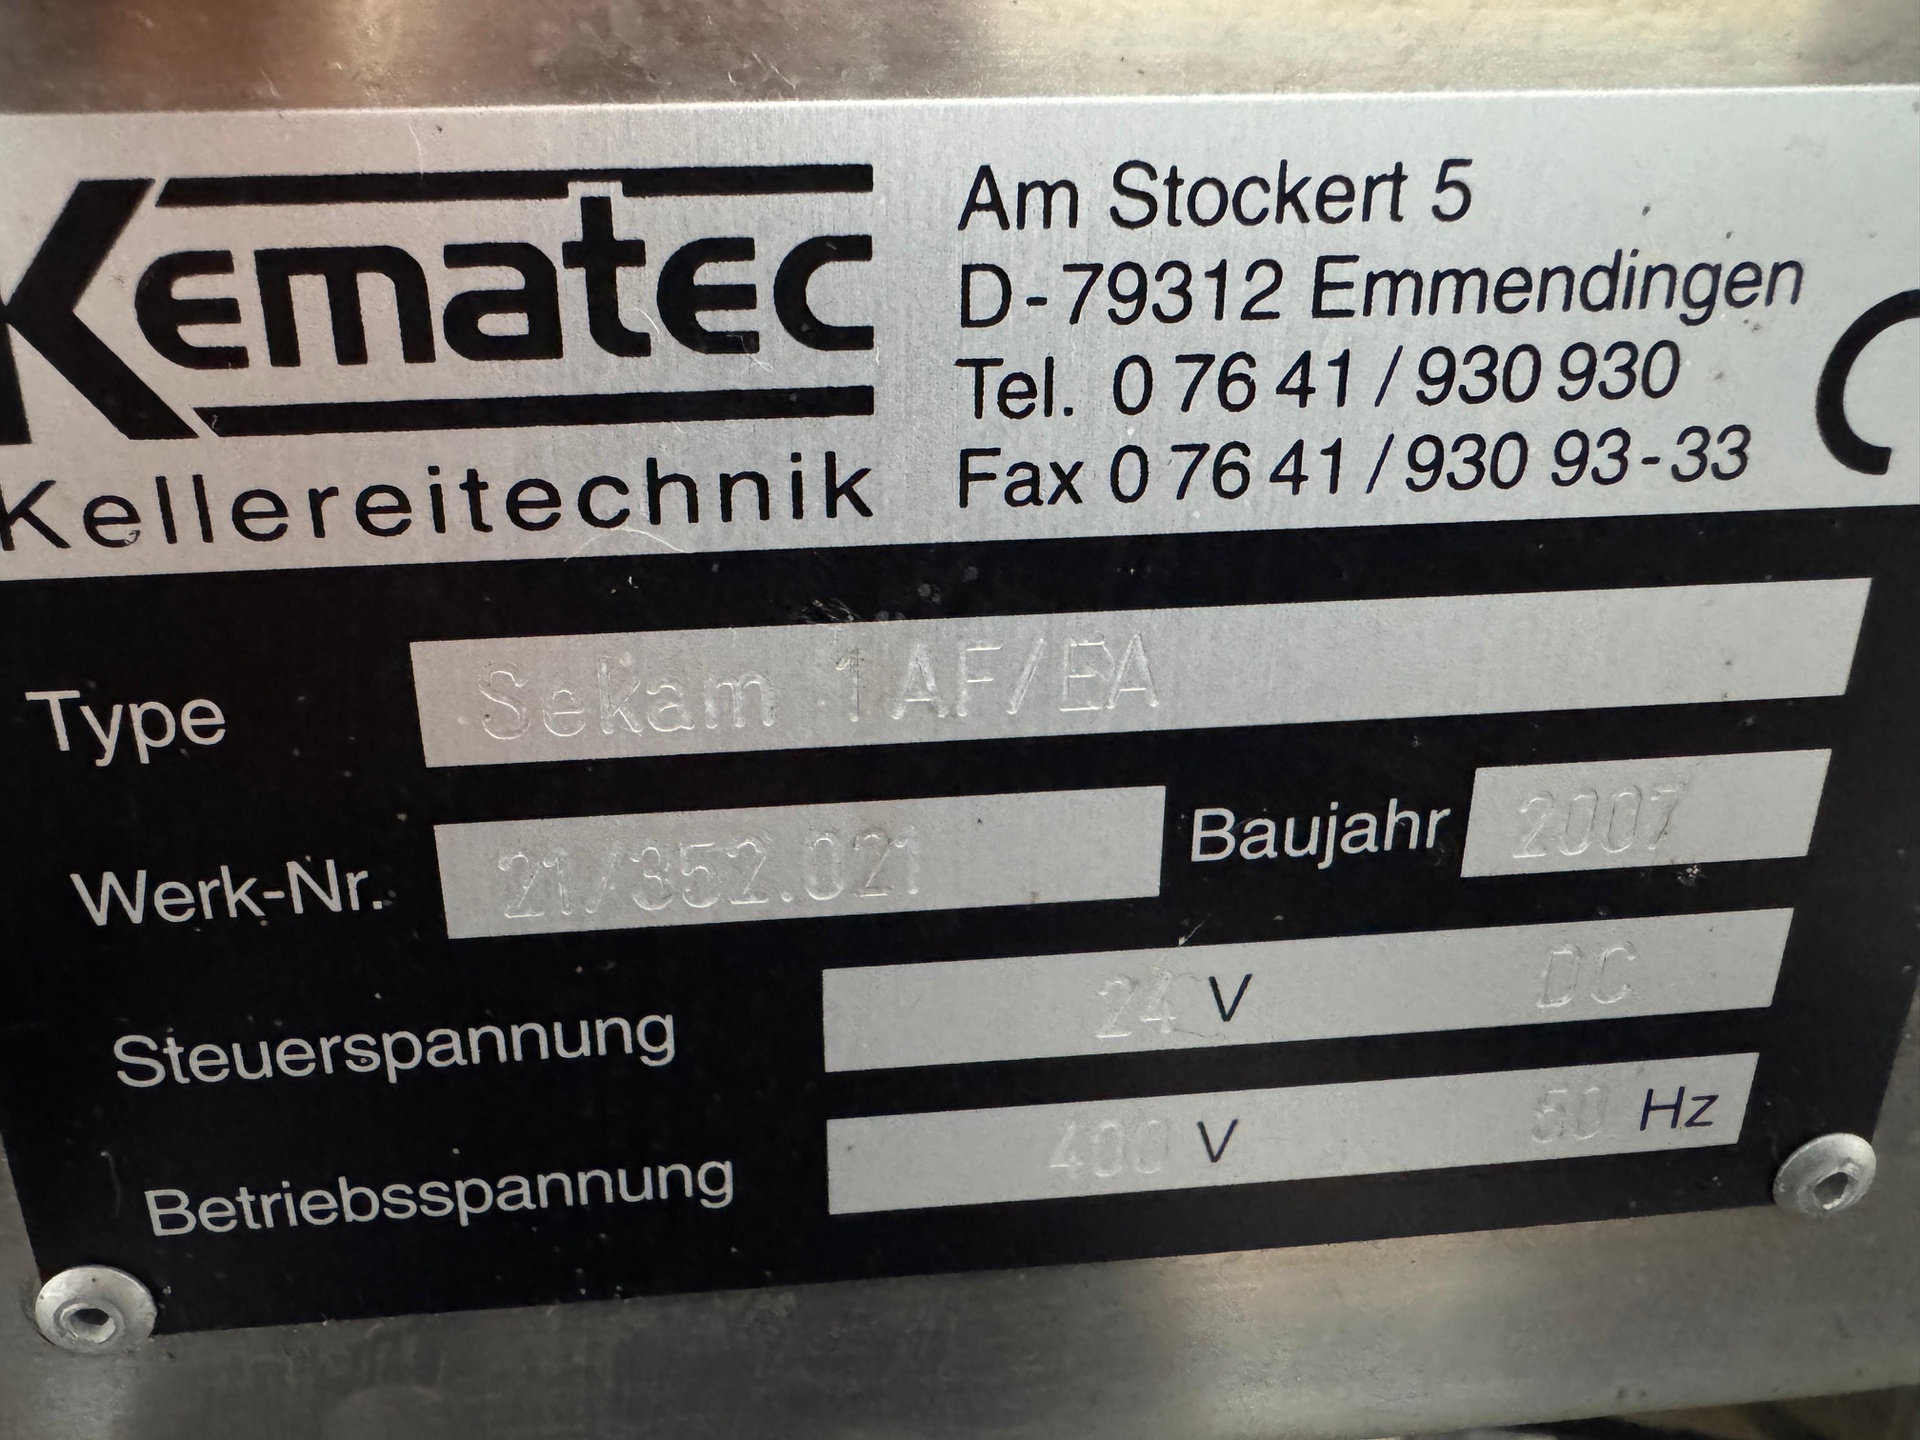 Kematec
Kellereitechnik
Am Stockert 5
D-79312 Emmendingen
Tel. 0 76 41 / 930 930
Fax 0 76 41 / 930 93-33
Type Sekam 1AF/EA
Werk-Nr. 21/352.021 Baujahr 2007
Steuerspannung 24 V DC
Betriebsspannung 400 V 50 Hz